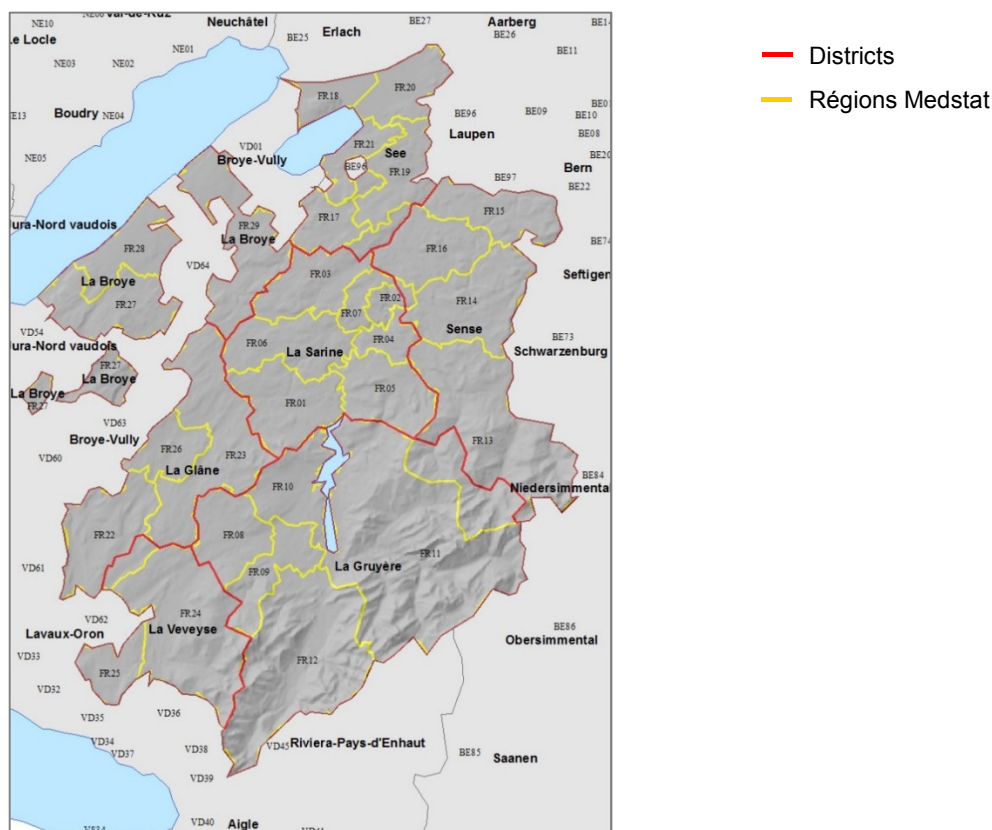 NE10
Val-de-Ruz
Neuchâtel
BE27
Aarberg
BE14
Le Locle
NE01
BE25
Erlach
BE26
BE11
NE03
NE02
FR18
FR20
NE13
Boudry
NE04
BE96
BE09
BE10
Laupen
BE08
NE05
VD01
Broye-Vully
FR21
See
BE96
FR19
Bern
BE20
BE97
BE22
Jura-Nord vaudois
FR29
La Broye
FR17
FR15
FR28
FR16
BE74
VD64
La Broye
FR03
Seftigen
FR27
FR02
FR14
VD54
FR07
Sense
BE73
Jura-Nord vaudois
FR06
La Sarine
FR04
Schwarzenburg
FR27
La Broye
La Broye
FR27
FR01
FR05
VD63
Broye-Vully
FR26
FR23
FR13
VD60
La Glâne
FR10
BE84
Niedersimmental
FR22
FR08
FR11
VD61
FR09
La Gruyère
VD62
FR24
La Veveyse
Lavaux-Oron
BE86
Obersimmental
VD33
FR25
FR12
VD32
VD35
VD36
VD34
VD37
VD38
VD45
Riviera-Pays-d'Enhaut
BE85
Saanen
VD39
VD40
Aigle
Districts
Régions Medstat